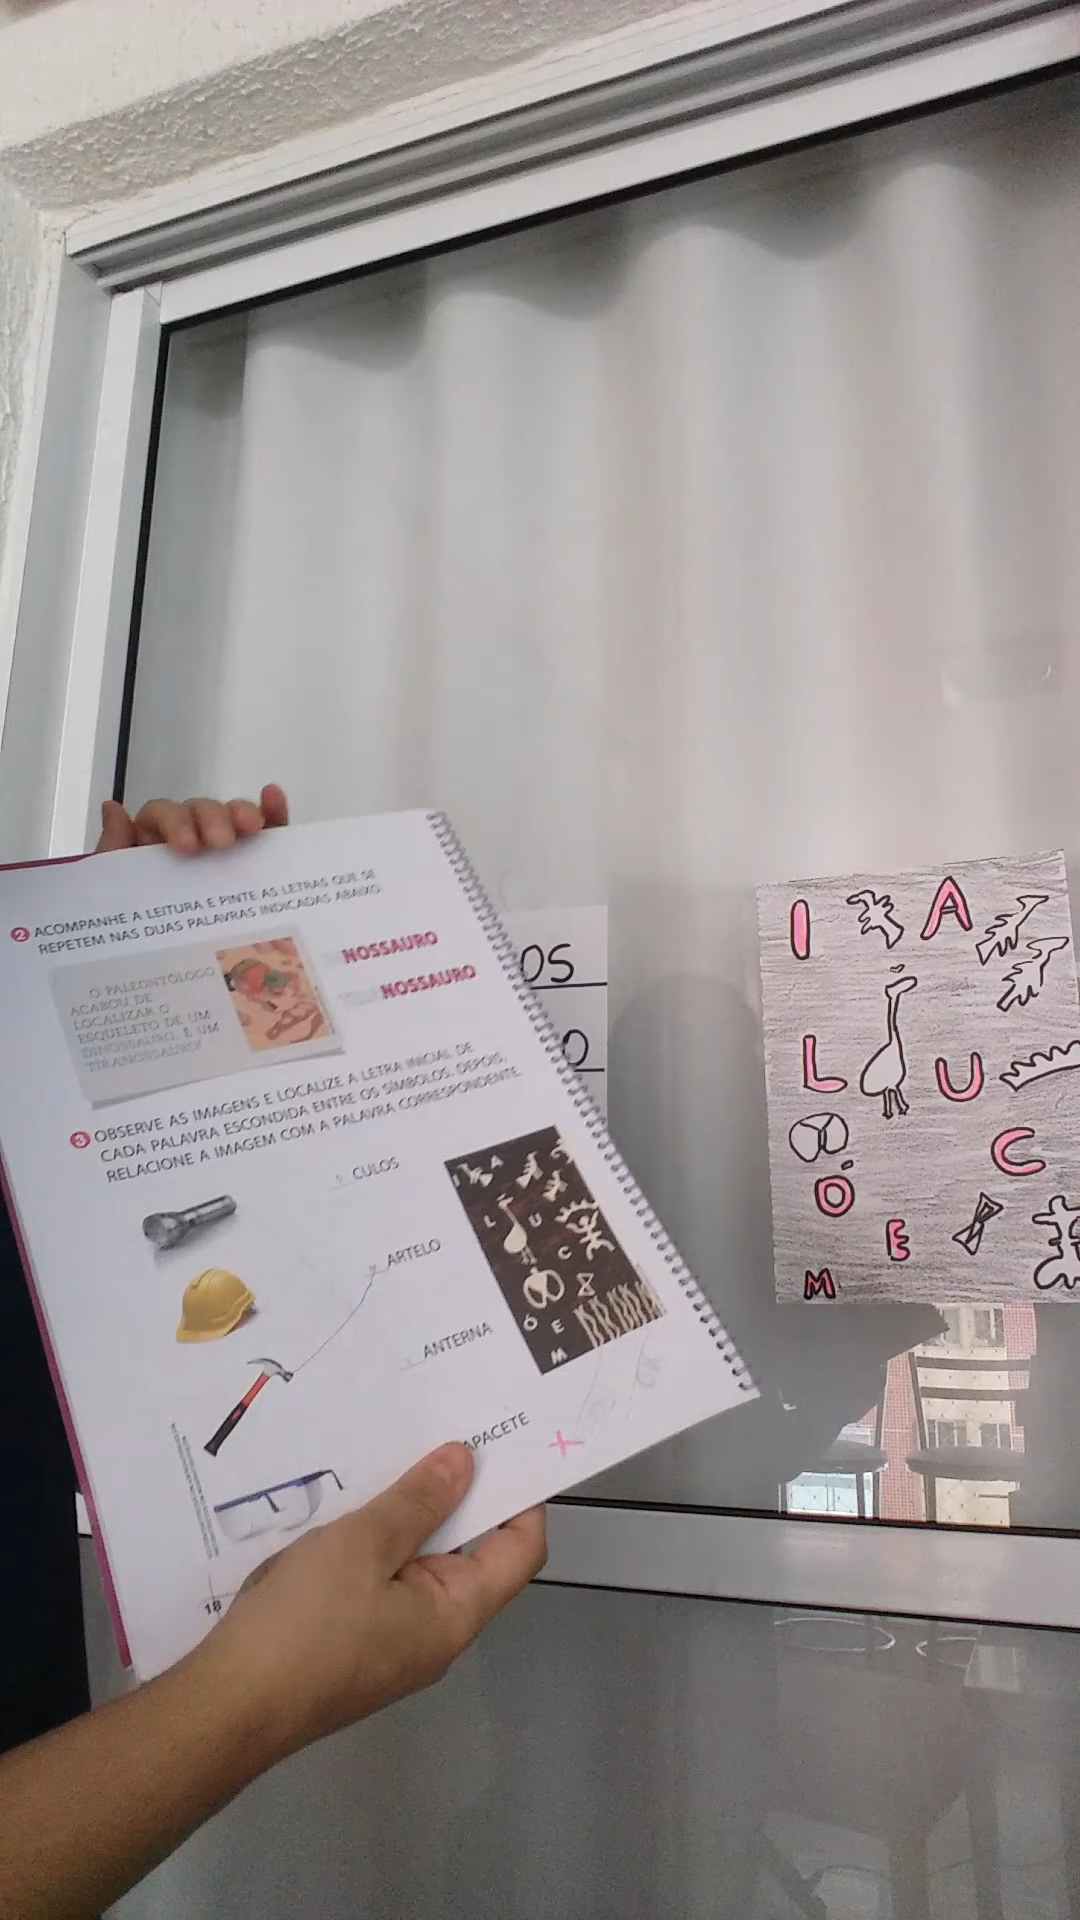 2 ACOMPANHE A LEITURA E PINTE AS LETRAS QUE SE
REPETEM NAS DUAS PALAVRAS INDICADAS ABAIXO
O PALEONTÓLOGO
ACABOU DE
LOCALIZAR O
ESQUELETO DE UM
DINOSSAURO. E UM
TIRANOSSAURO!
NOSSAURO
NOSSAURO
3 OBSERVE AS IMAGENS E LOCALIZE A LETRA INICIAL DE
CADA PALAVRA ESCONDIDA ENTRE OS SÍMBOLOS. DEPOIS,
RELACIONE A IMAGEM COM A PALAVRA CORRESPONDENTE.
CULOS
ARTELO
ANTERNA
APACETE
I A
L U
C
Ó E
M
18
OS
O
I A
L U
C
Ó
E
M